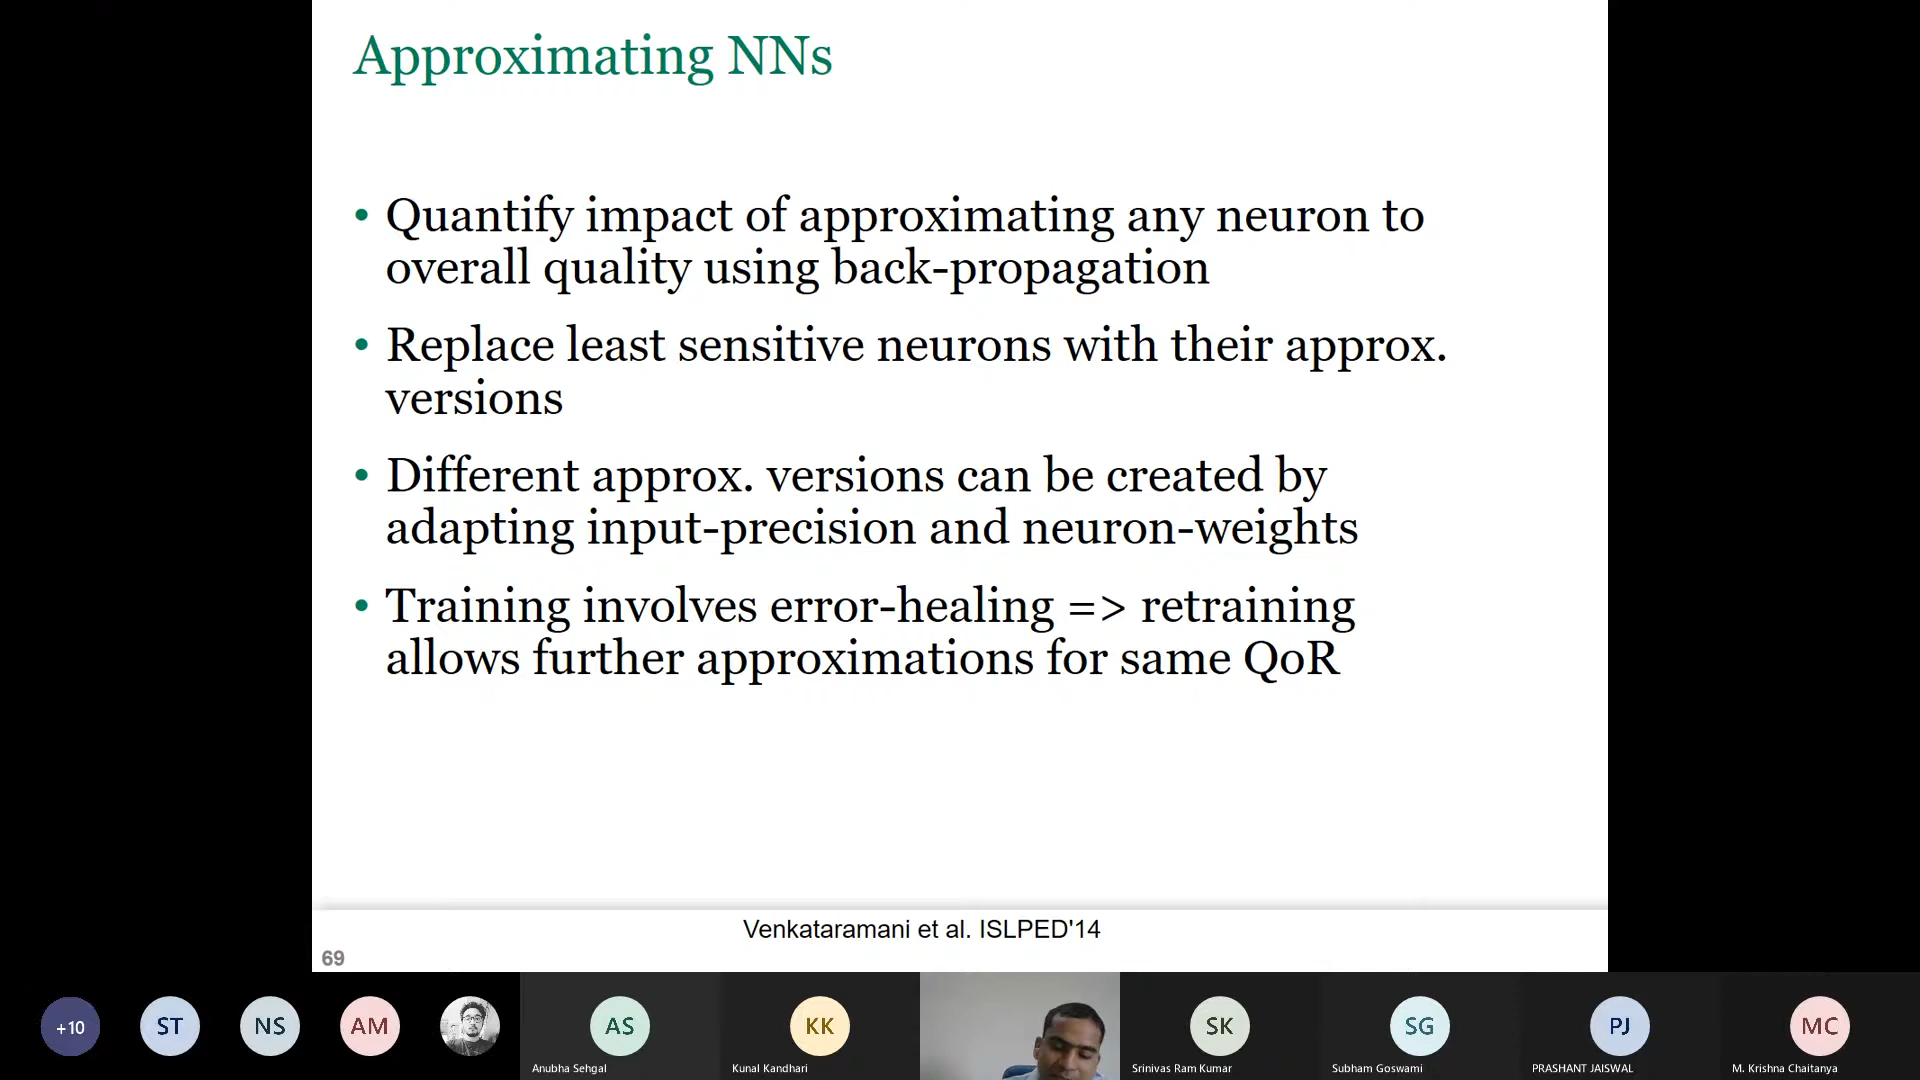 Approximating NNs
• Quantify impact of approximating any neuron to
overall quality using back-propagation
• Replace least sensitive neurons with their approx.
versions
• Different approx. versions can be created by
adapting input-precision and neuron-weights
• Training involves error-healing => retraining
allows further approximations for same QoR
Venkataramani et al. ISLPED'14
69
+10
ST
NS
AM
AS
Anubha Sehgal
KK
Kunal Kandhari
SK
Srinivas Ram Kumar
SG
Subham Goswami
PJ
PRASHANT JAISWAL
MC
M. Krishna Chaitanya